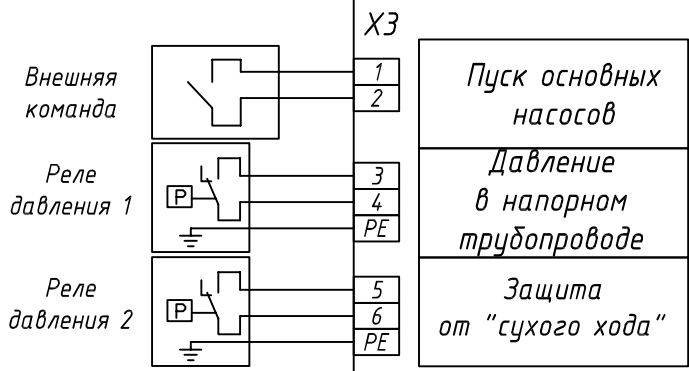 X3
Внешняя
команда
1
2
Пуск основных
насосов
Реле
давления 1
P
3
4
PE
Давление
в напорном
трубопроводе
Реле
давления 2
P
5
6
PE
Защита
от "сухого хода"